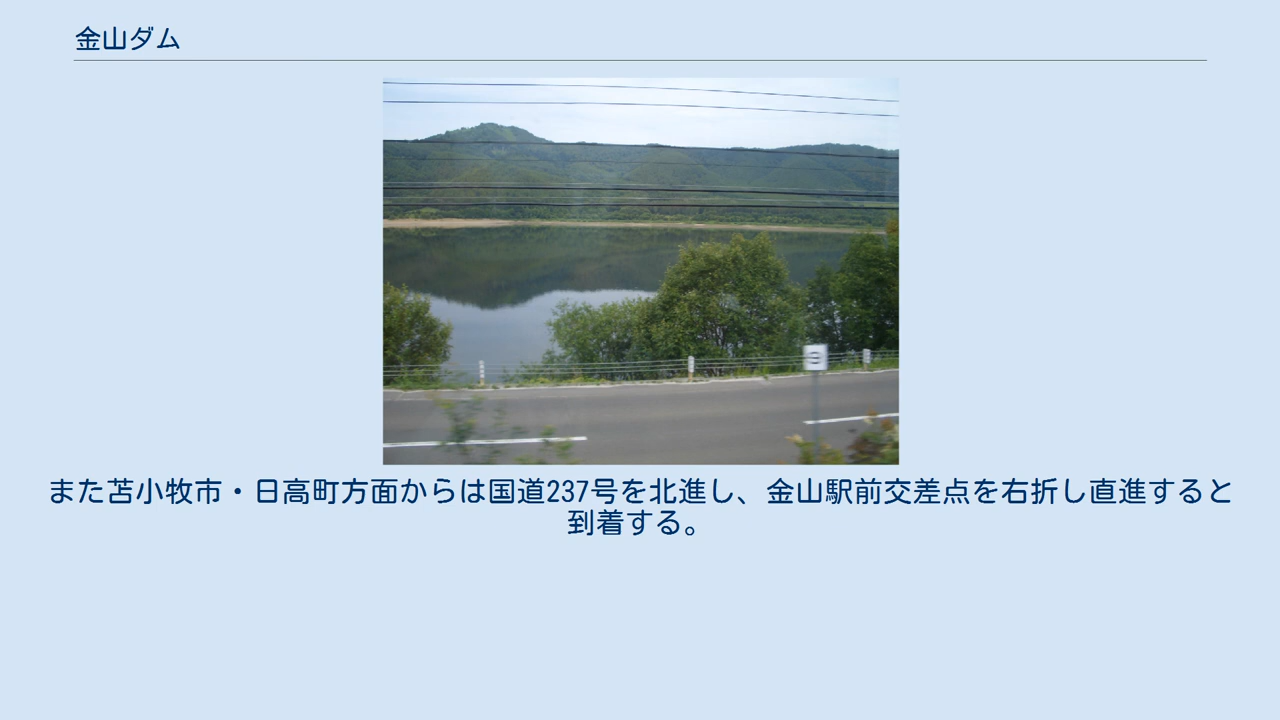 金山ダム
また苫小牧市・日高町方面からは国道237号を北進し、金山駅前交差点を右折し直進すると
到着する。